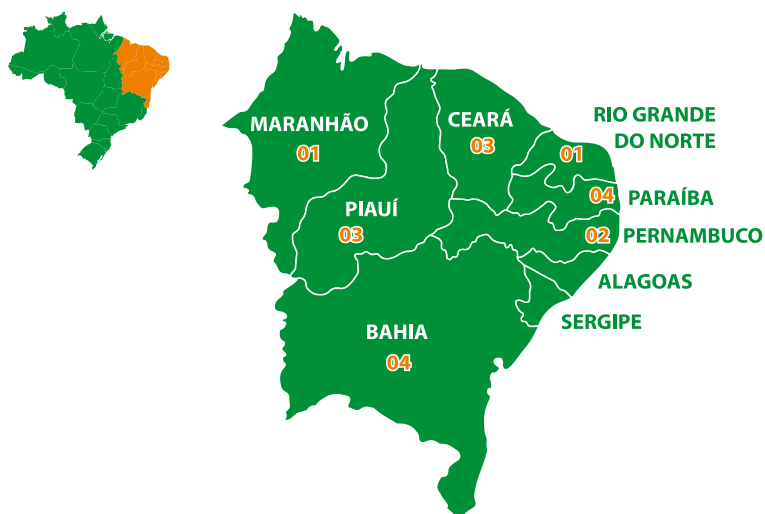 MARANHÃO
01
CEARÁ
03
RIO GRANDE
DO NORTE
01
PIAUÍ
03
04
PARAÍBA
02
PERNAMBUCO
ALAGOAS
SERGIPE
BAHIA
04